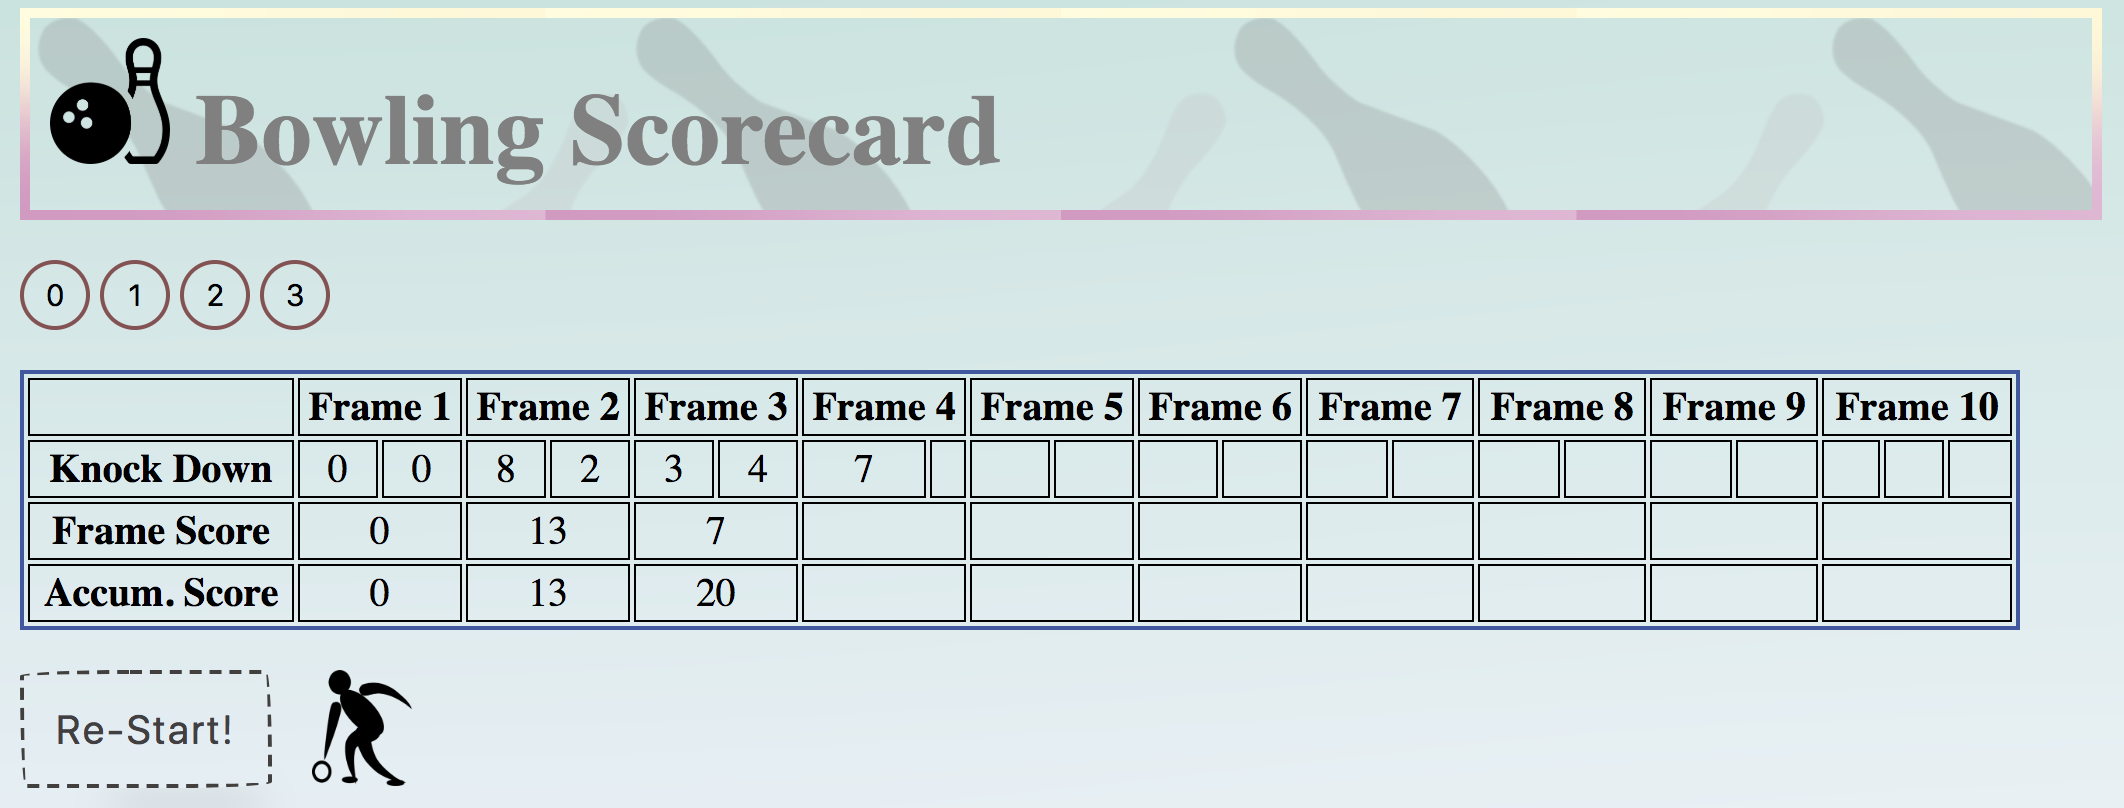 Bowling Scorecard
0 1 2 3
Frame 1 Frame 2 Frame 3 Frame 4 Frame 5 Frame 6 Frame 7 Frame 8 Frame 9 Frame 10
Knock Down 0 0 8 2 3 4 7
Frame Score 0 13 7
Accum. Score 0 13 20
Re-Start!